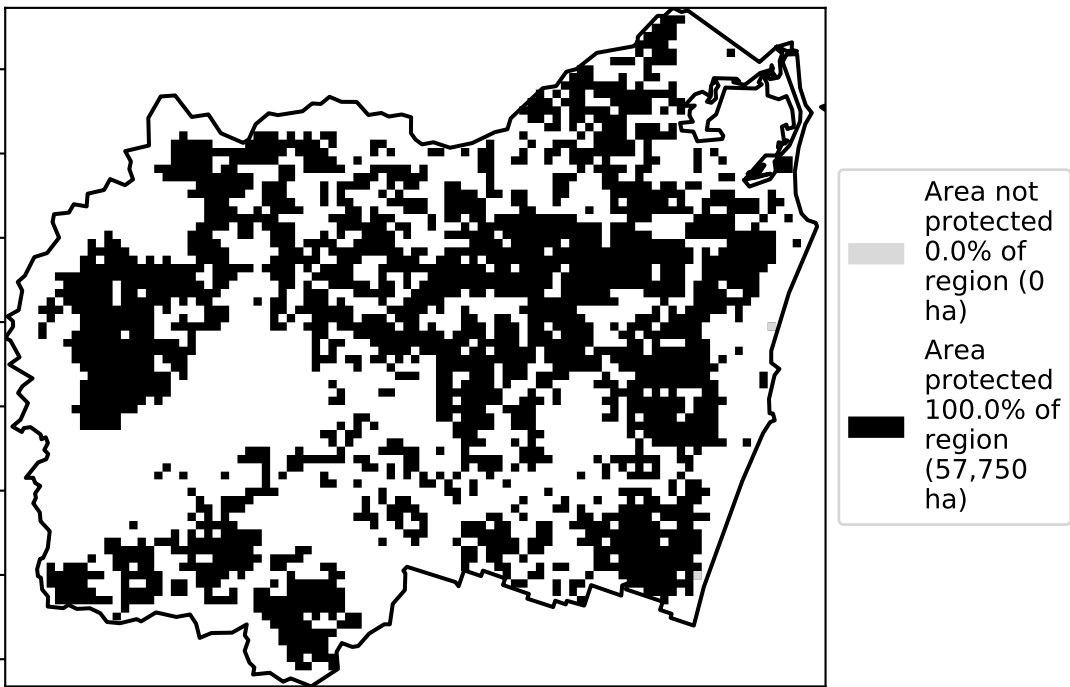 Area not
protected
0.0% of
region (0
ha)
Area
protected
100.0% of
region
(57,750
ha)